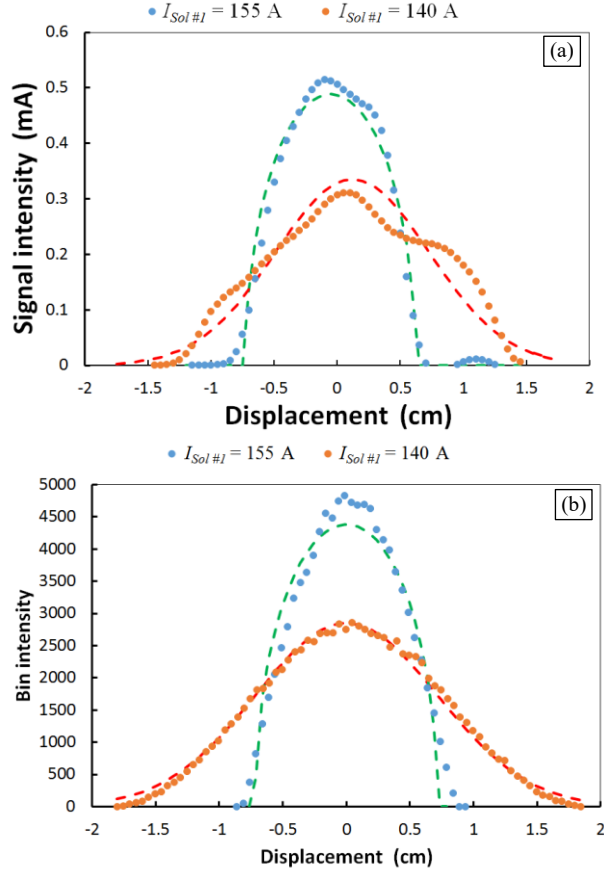 I_Sol #1 = 155 A I_Sol #1 = 140 A
(a)
Signal intensity (mA)
0.6
0.5
0.4
0.3
0.2
0.1
0
-2 -1.5 -1 -0.5 0 0.5 1 1.5 2
Displacement (cm)
I_Sol #1 = 155 A I_Sol #1 = 140 A
(b)
Bin intensity
5000
4500
4000
3500
3000
2500
2000
1500
1000
500
0
-2 -1.5 -1 -0.5 0 0.5 1 1.5 2
Displacement (cm)